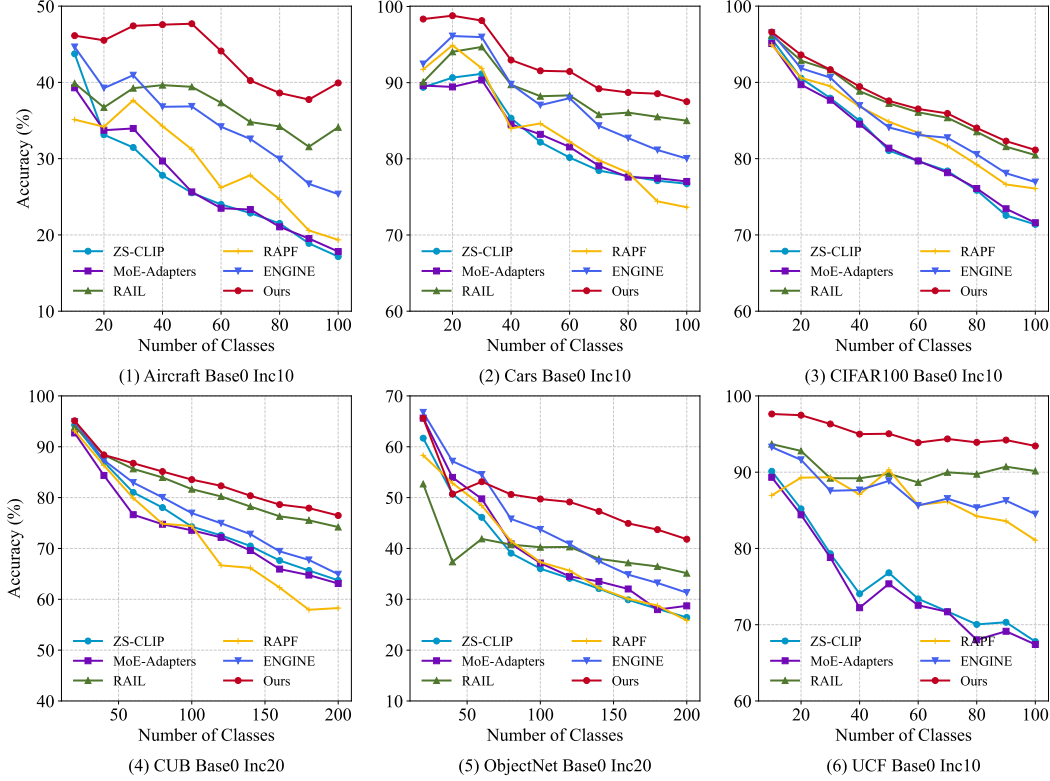 50
40
30
20
10
Accuracy (%)
ZS-CLIP
MoE-Adapters
RAIL
RAPF
ENGINE
Ours
20 40 60 80 100
Number of Classes
(1) Aircraft Base0 Inc10
100
90
80
70
60
ZS-CLIP
MoE-Adapters
RAIL
RAPF
ENGINE
Ours
20 40 60 80 100
Number of Classes
(2) Cars Base0 Inc10
100
90
80
70
60
ZS-CLIP
MoE-Adapters
RAIL
RAPF
ENGINE
Ours
20 40 60 80 100
Number of Classes
(3) CIFAR100 Base0 Inc10
100
90
80
70
60
50
40
Accuracy (%)
ZS-CLIP
MoE-Adapters
RAIL
RAPF
ENGINE
Ours
50 100 150 200
Number of Classes
(4) CUB Base0 Inc20
70
60
50
40
30
20
10
ZS-CLIP
MoE-Adapters
RAIL
RAPF
ENGINE
Ours
50 100 150 200
Number of Classes
(5) ObjectNet Base0 Inc20
100
90
80
70
60
ZS-CLIP
MoE-Adapters
RAIL
RAPF
ENGINE
Ours
20 40 60 80 100
Number of Classes
(6) UCF Base0 Inc10